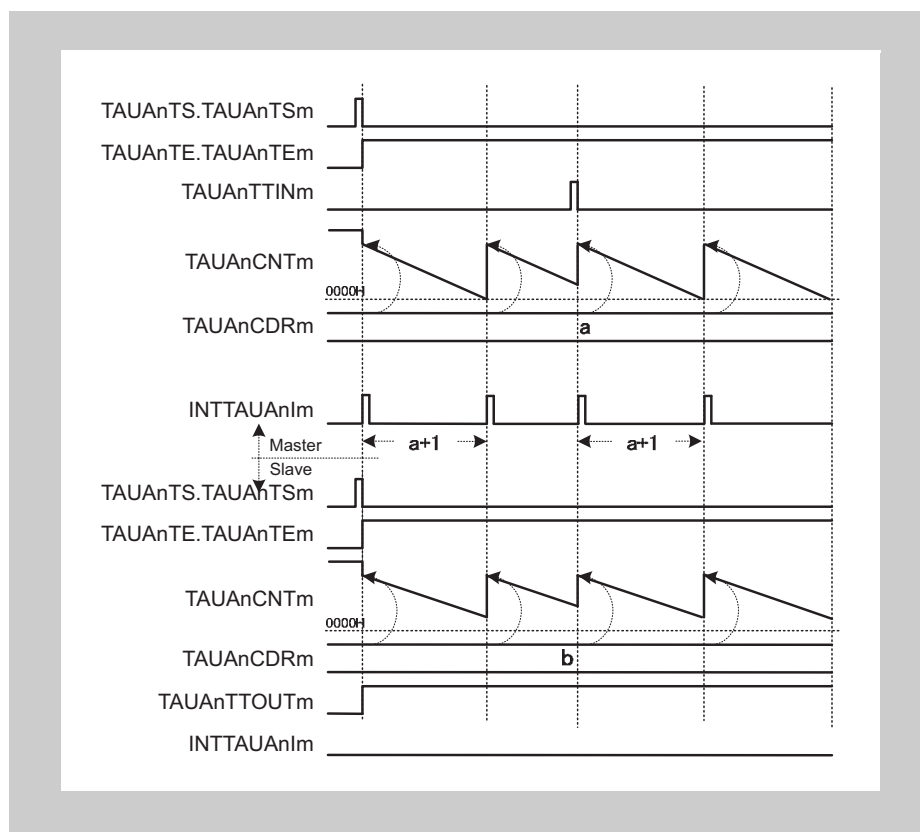 TAUAnTS.TAUAnTSm
TAUAnTE.TAUAnTEm
TAUAnTTINm
TAUAnCNTm
0000H
TAUAnCDRm
a
INTTAUAnIm
a+1
a+1
Master
Slave
TAUAnTS.TAUAnTSm
TAUAnTE.TAUAnTEm
TAUAnCNTm
0000H
TAUAnCDRm
b
TAUAnTTOUTm
INTTAUAnIm